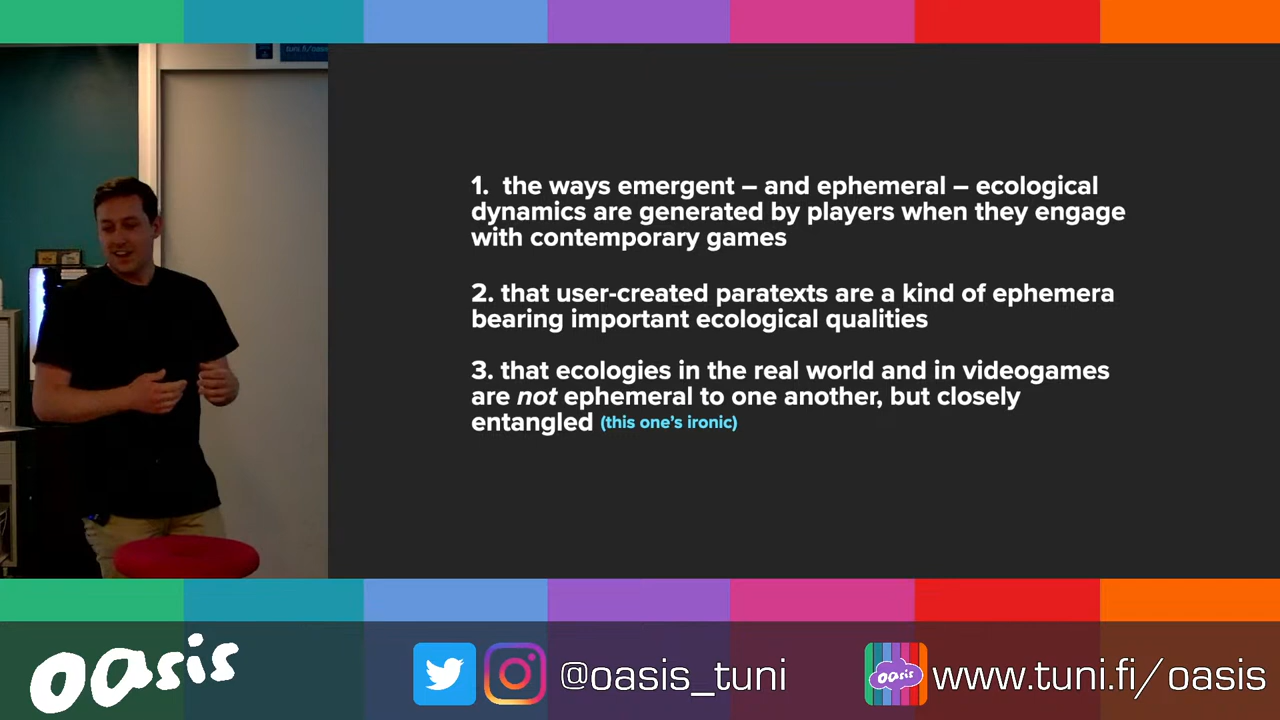 tuni.fi/oasis
1. the ways emergent – and ephemeral – ecological
dynamics are generated by players when they engage
with contemporary games
2. that user-created paratexts are a kind of ephemera
bearing important ecological qualities
3. that ecologies in the real world and in videogames
are not ephemeral to one another, but closely
entangled (this one's ironic)
oasis
@oasis_tuni
oasis
www.tuni.fi/oasis